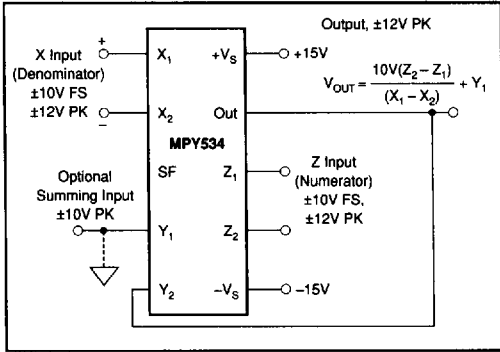 Output, ±12V PK
X Input
(Denominator)
±10V FS
±12V PK
+
−
X1
X2
MPY534
SF
Y1
Y2
+VS
Out
Z1
Z2
−VS
+15V
VOUT = 10V(Z2 − Z1) / (X1 − X2) + Y1
Z Input
(Numerator)
±10V FS,
±12V PK
Optional
Summing Input
±10V PK
−15V